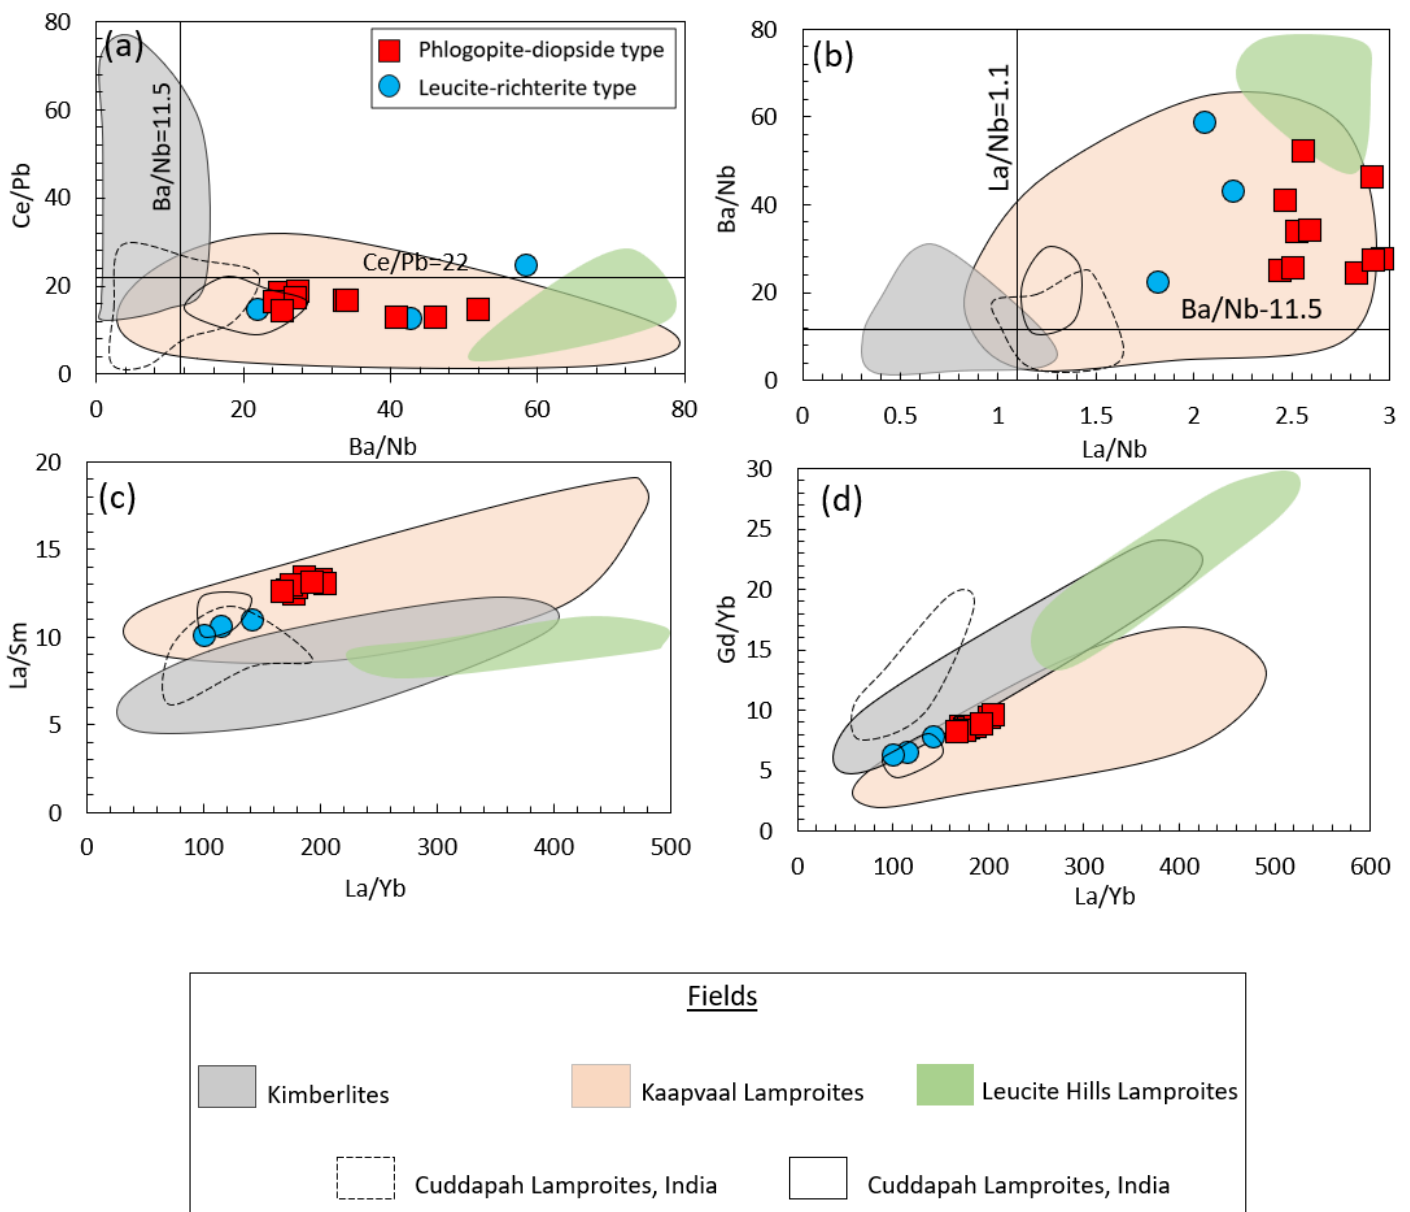 (a)
Phlogopite-diopside type
Leucite-richterite type
Ba/Nb=11.5
Ce/Pb=22
Ce/Pb
80
60
40
20
0
0 20 40 60 80
Ba/Nb
(b)
La/Nb=1.1
Ba/Nb-11.5
Ba/Nb
80
60
40
20
0
0 0.5 1 1.5 2 2.5 3
La/Nb
(c)
La/Sm
20
15
10
5
0
0 100 200 300 400 500
La/Yb
(d)
Gd/Yb
30
25
20
15
10
5
0
0 100 200 300 400 500 600
La/Yb
Fields
Kimberlites
Kaapvaal Lamproites
Leucite Hills Lamproites
Cuddapah Lamproites, India
Cuddapah Lamproites, India